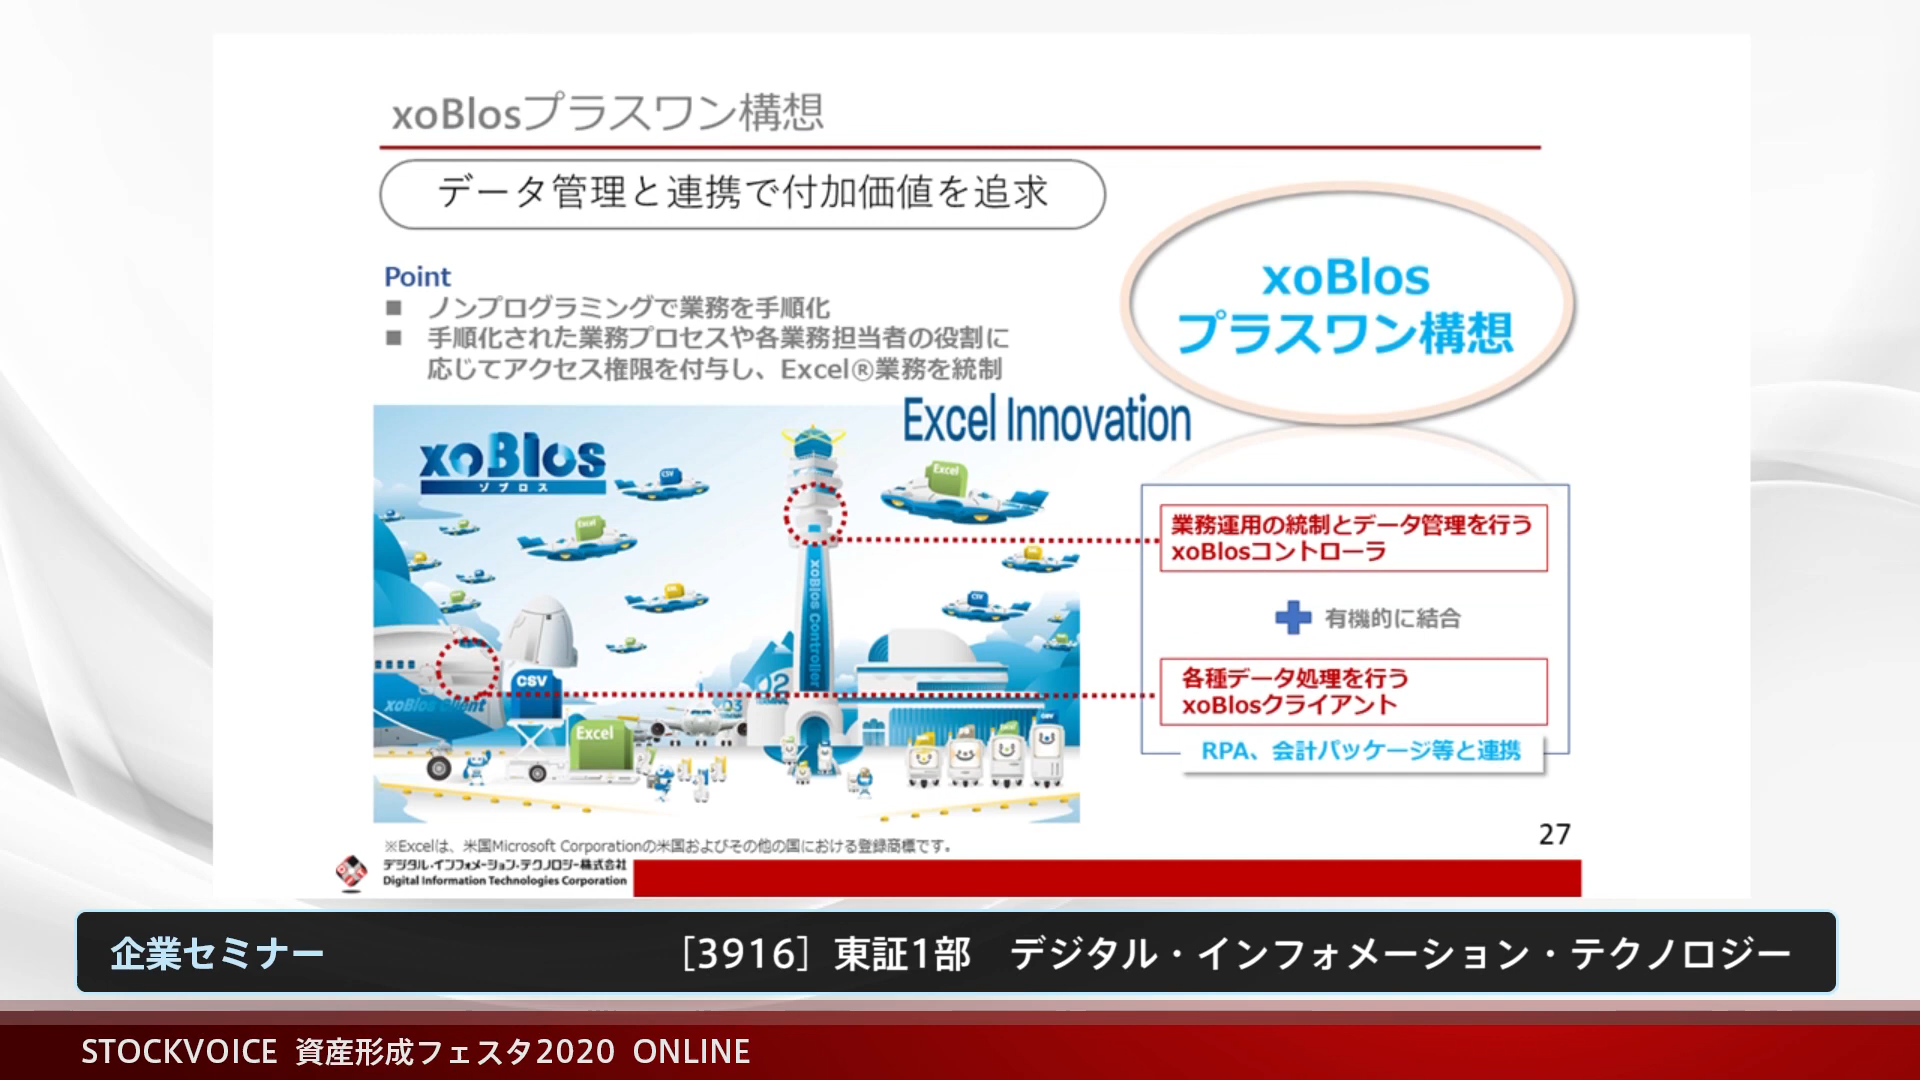 xoBlosプラスワン構想
データ管理と連携で付加価値を追求
Point
■ ノンプログラミングで業務を手順化
■ 手順化された業務プロセスや各業務担当者の役割に
応じてアクセス権限を付与し、Excel®業務を統制
xoBlos
プラスワン構想
Excel Innovation
xoBlos
ゾブロス
CSV
Excel
Excel
CSV
xoBlos Controller
業務運用の統制とデータ管理を行う
xoBlosコントローラ
有機的に結合
各種データ処理を行う
xoBlosクライアント
RPA、会計パッケージ等と連携
CSV
xoBlos Client
02
03
Excel
27
※Excelは、米国Microsoft Corporationの米国およびその他の国における登録商標です。
デジタル・インフォメーション・テクノロジー株式会社
Digital Information Technologies Corporation
企業セミナー
[3916] 東証1部 デジタル・インフォメーション・テクノロジー
STOCKVOICE 資産形成フェスタ2020 ONLINE